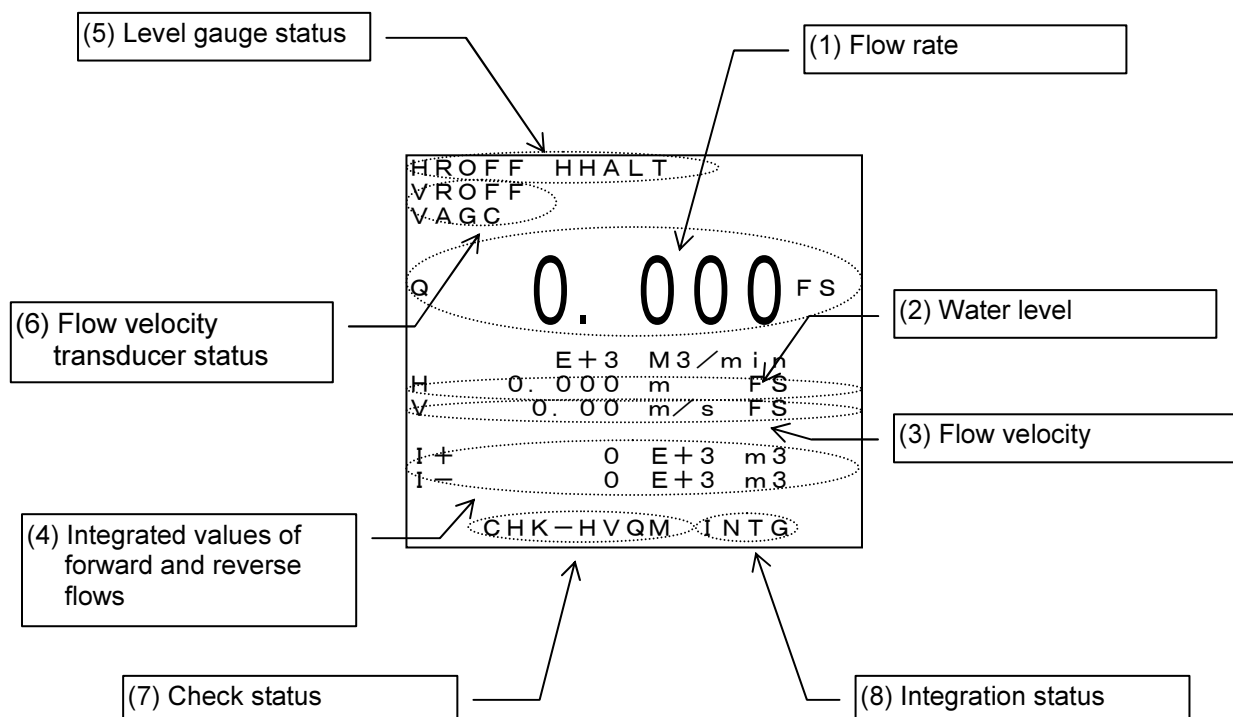 (5) Level gauge status
(1) Flow rate
HROFF HHALT
VROFF
VAGC
Q 0. 000 FS
(6) Flow velocity
transducer status
(2) Water level
E+3 M3/min
H 0. 000 m FS
V 0. 00 m/s FS
(3) Flow velocity
I+ 0 E+3 m3
I− 0 E+3 m3
(4) Integrated values of
forward and reverse
flows
CHK−HVQM INTG
(7) Check status
(8) Integration status